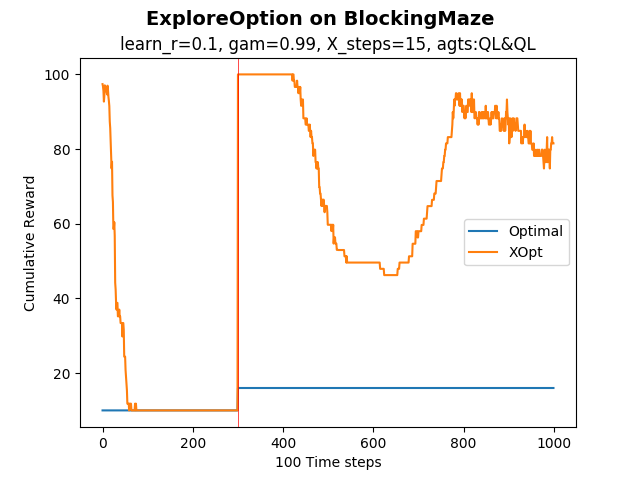 ExploreOption on BlockingMaze
learn_r=0.1, gam=0.99, X_steps=15, agts:QL&QL
100
80
60
40
20
Cumulative Reward
Optimal
XOpt
0 200 400 600 800 1000
100 Time steps